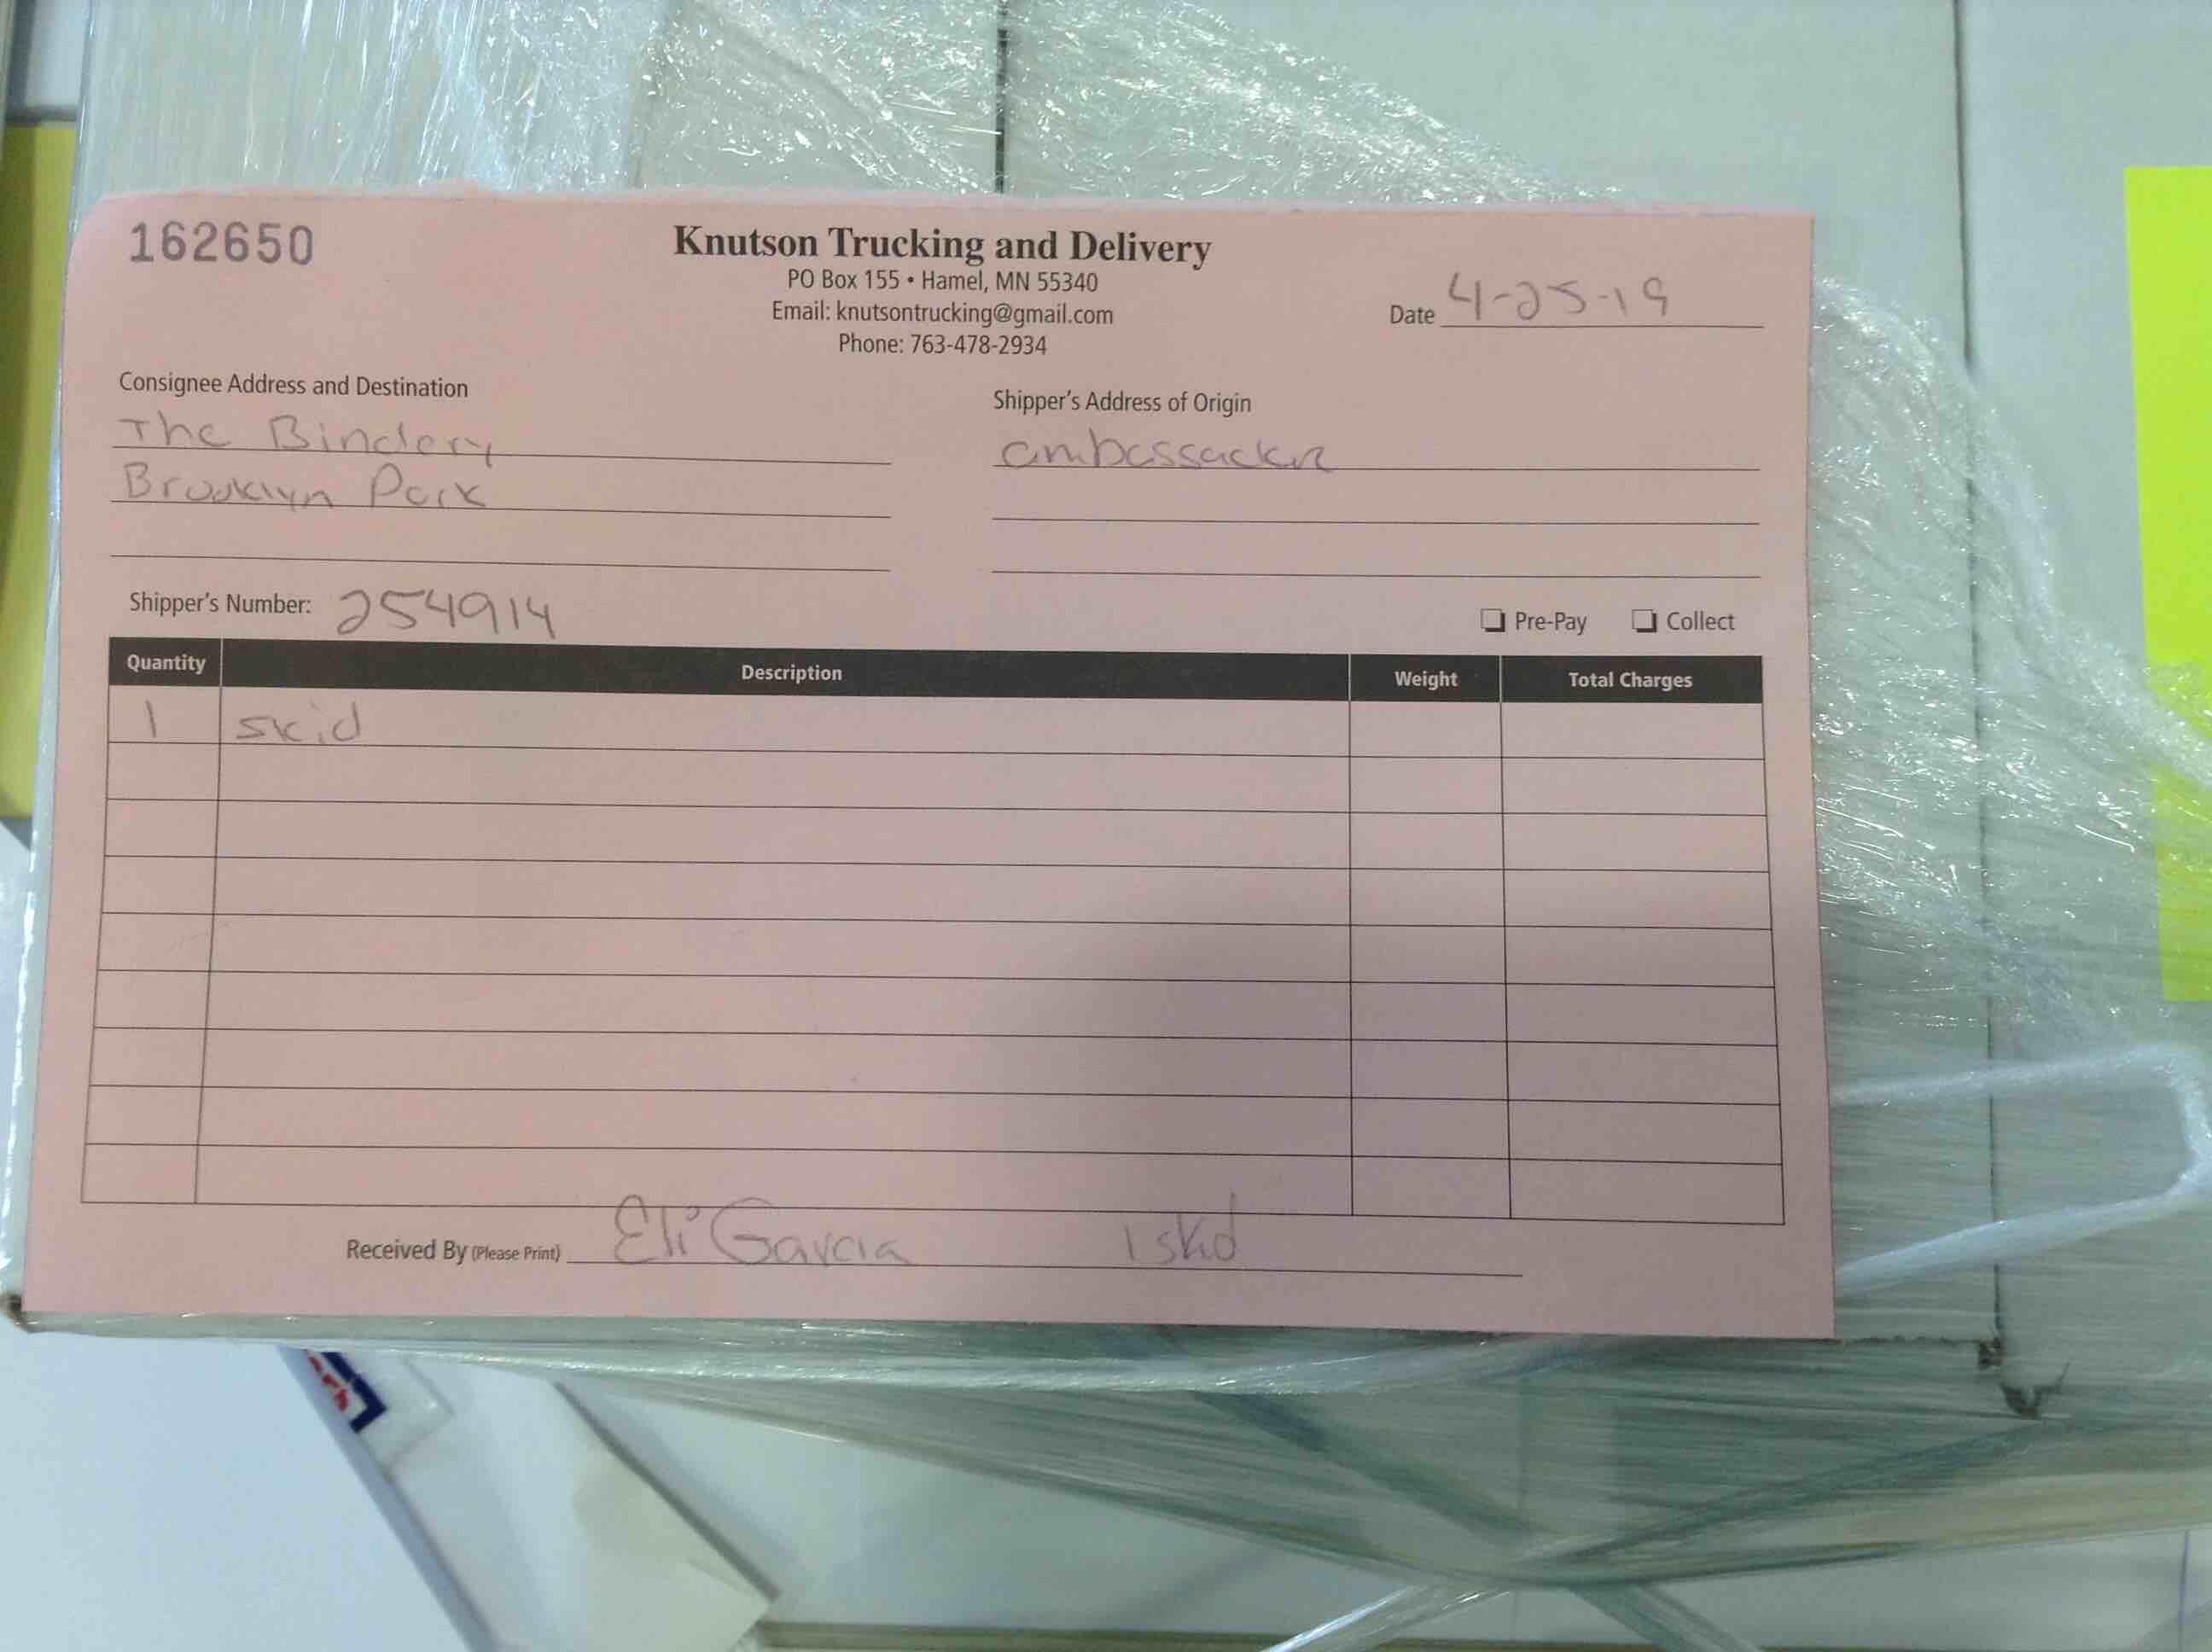 162650
Knutson Trucking and Delivery
PO Box 155 • Hamel, MN 55340
Email: knutsontrucking@gmail.com
Phone: 763-478-2934
Date 4-25-19
Consignee Address and Destination
The Bindery
Brooklyn Park
Shipper's Address of Origin
ambassador
Shipper's Number: 254914
Pre-Pay Collect
Quantity Description Weight Total Charges
1 skid
Received By (Please Print) Eli Garcia 1 skd